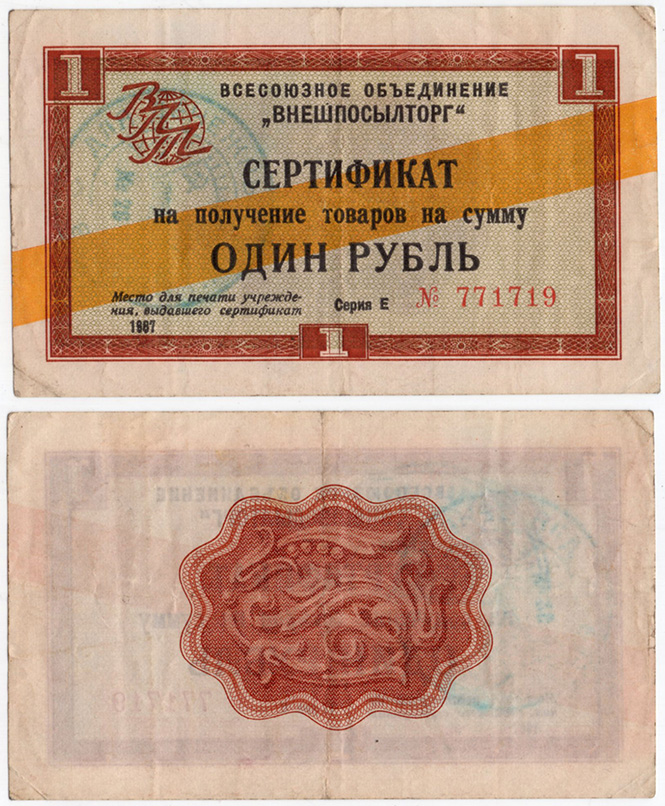 1 1
ВПТ
ВСЕСОЮЗНОЕ ОБЪЕДИНЕНИЕ
„ВНЕШПОСЫЛТОРГ“
СЕРТИФИКАТ
на получение товаров на сумму
ОДИН РУБЛЬ
Место для печати учрежде-
ния, выдавшего сертификат
1967
Серия Е № 771719
1